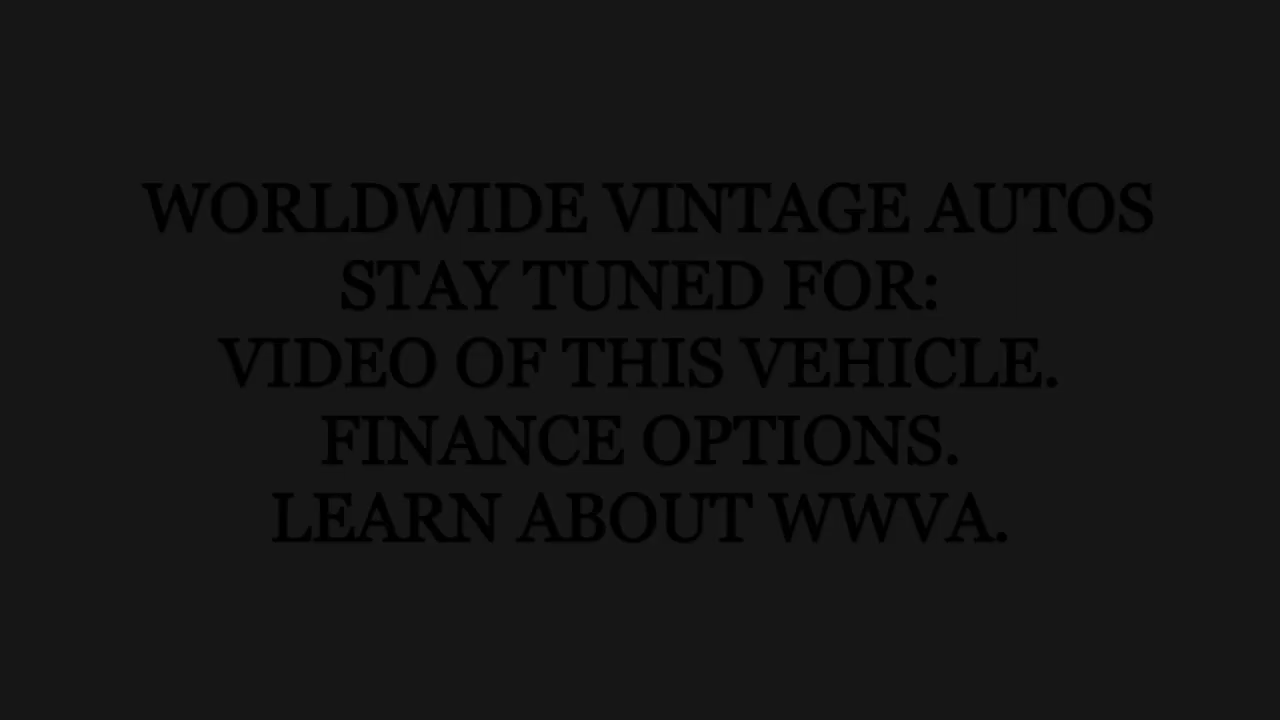 WORLDWIDE VINTAGE AUTOS
STAY TUNED FOR:
VIDEO OF THIS VEHICLE.
FINANCE OPTIONS.
LEARN ABOUT WWVA.